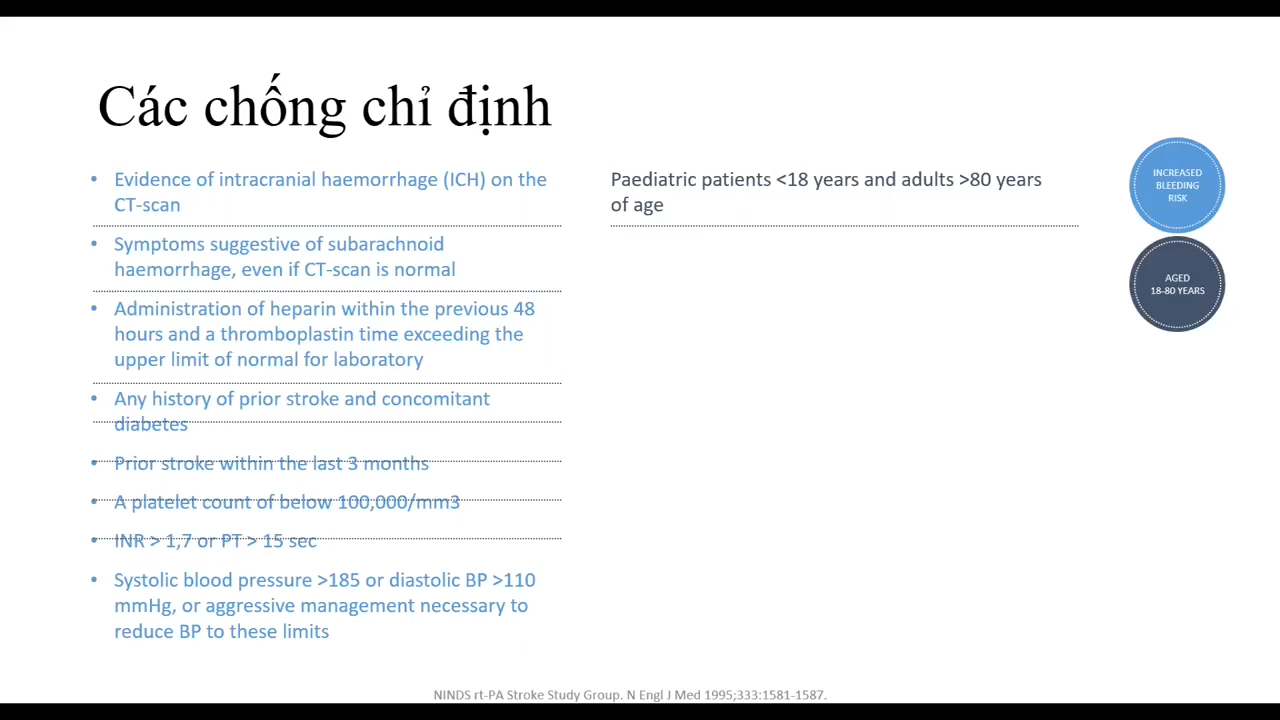 Các chống chỉ định
• Evidence of intracranial haemorrhage (ICH) on the
CT-scan
• Symptoms suggestive of subarachnoid
haemorrhage, even if CT-scan is normal
• Administration of heparin within the previous 48
hours and a thromboplastin time exceeding the
upper limit of normal for laboratory
• Any history of prior stroke and concomitant
diabetes
• Prior stroke within the last 3 months
• A platelet count of below 100,000/mm3
• INR > 1,7 or PT > 15 sec
• Systolic blood pressure >185 or diastolic BP >110
mmHg, or aggressive management necessary to
reduce BP to these limits
Paediatric patients <18 years and adults >80 years
of age
INCREASED
BLEEDING
RISK
AGED
18-80 YEARS
NINDS rt-PA Stroke Study Group. N Engl J Med 1995;333:1581-1587.